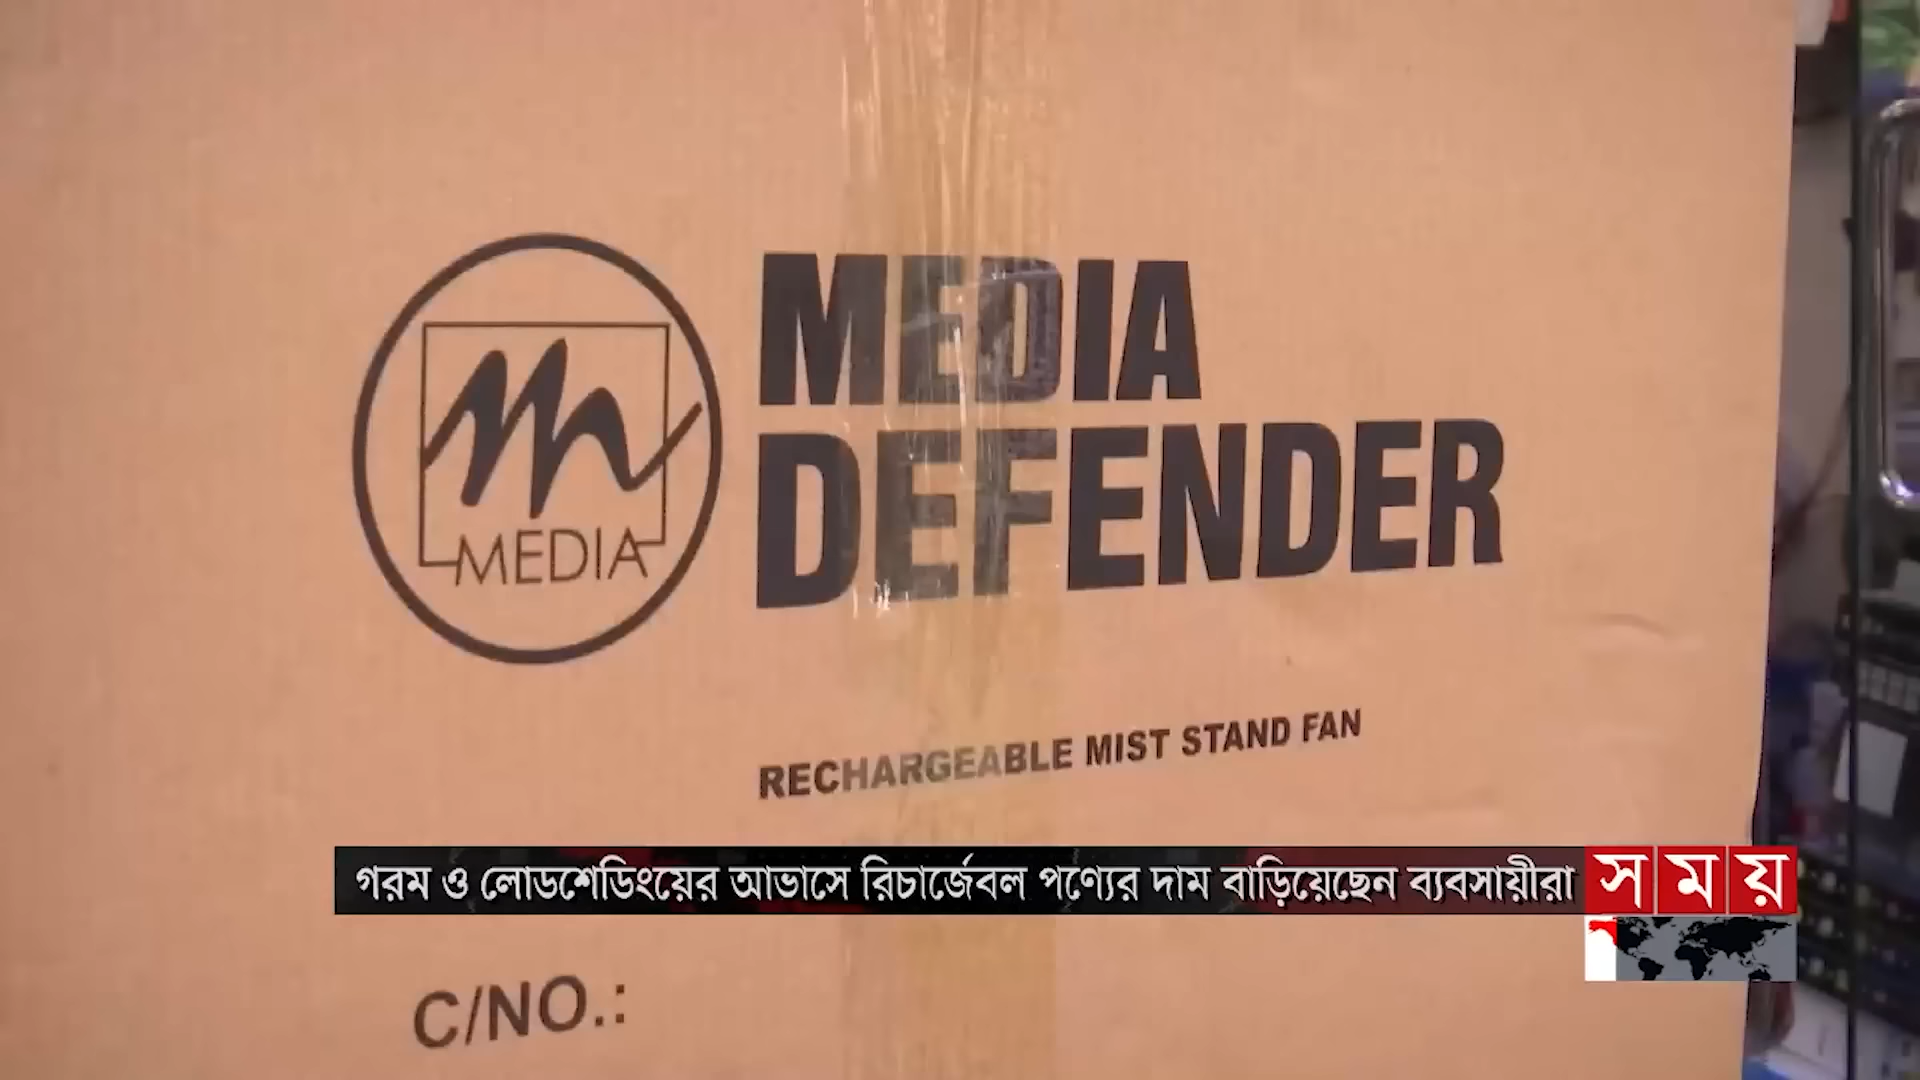 MEDIA
MEDIA
DEFENDER
RECHARGEABLE MIST STAND FAN
গরম ও লোডশেডিংয়ের আভাসে রিচার্জেবল পণ্যের দাম বাড়িয়েছেন ব্যবসায়ীরা
সময়
C/NO.: